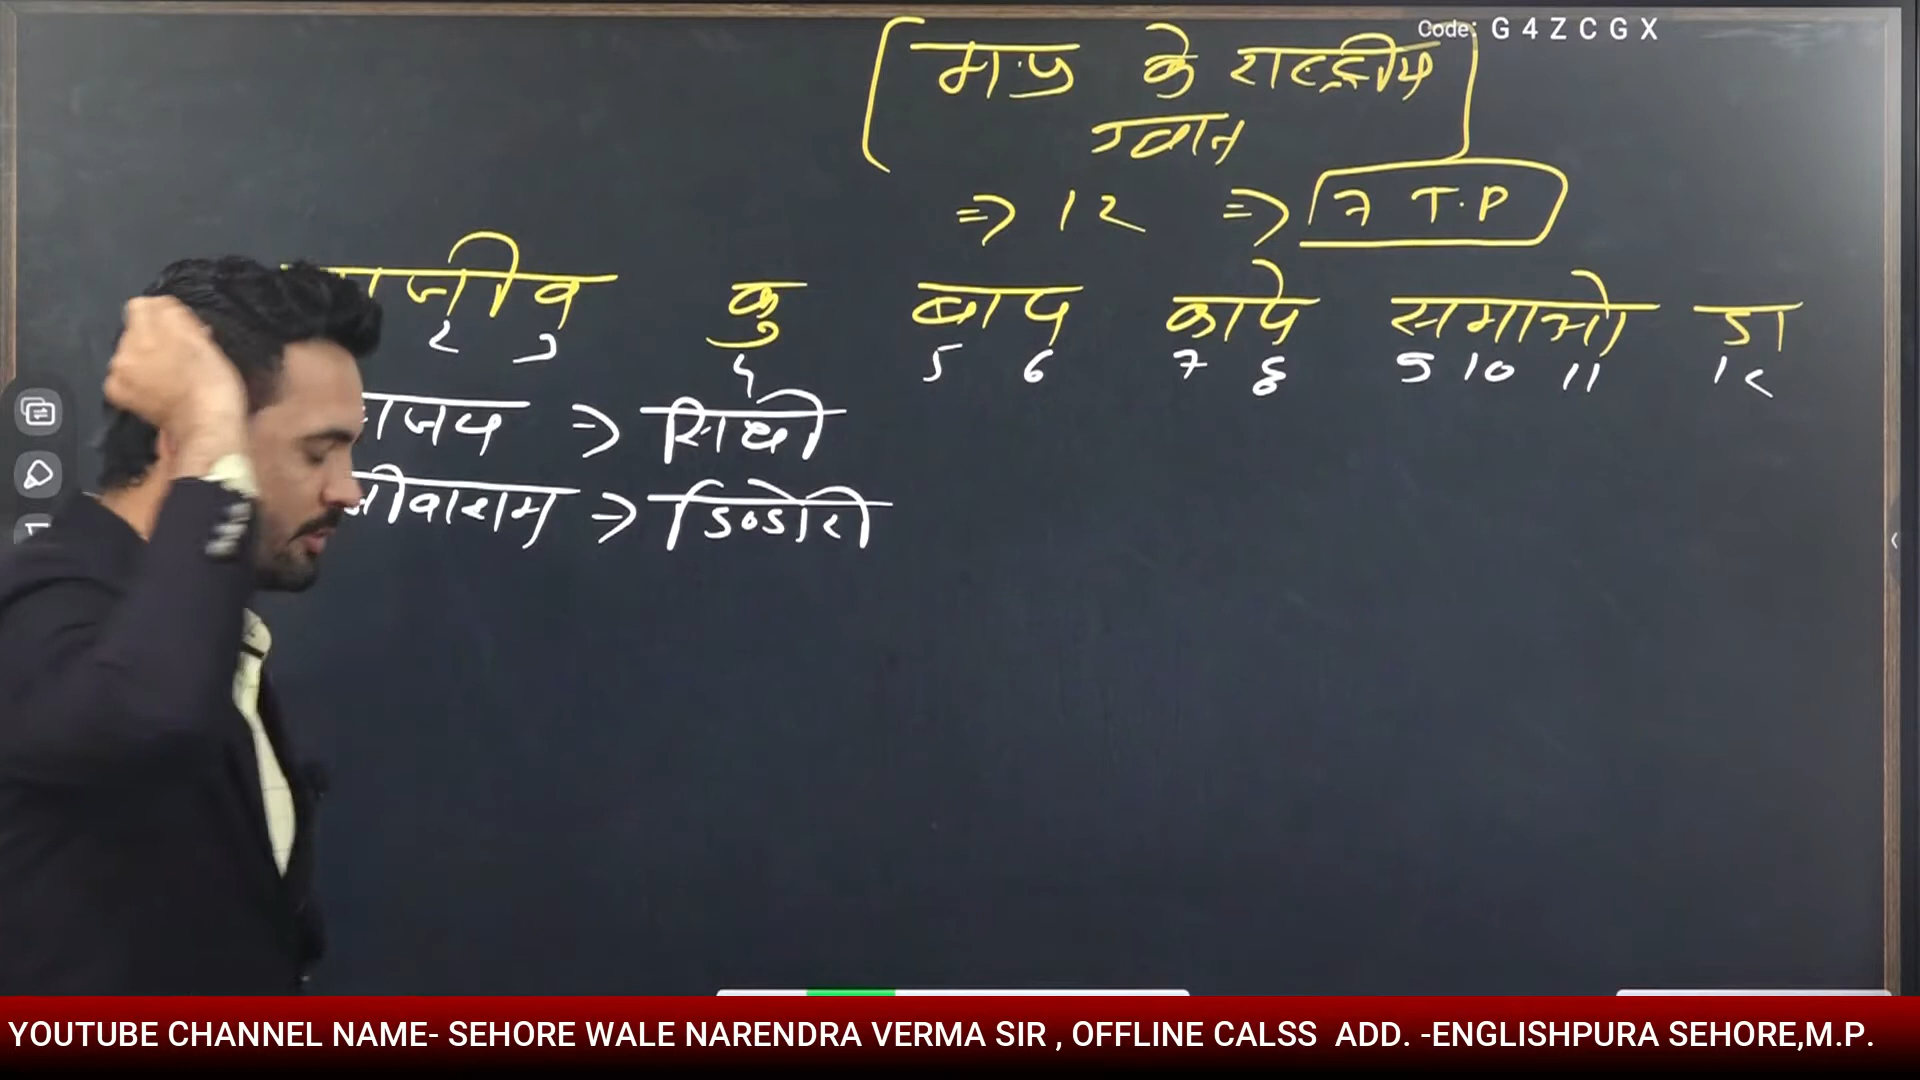 Code: G 4 Z C G X
म.प्र के राष्ट्रीय
उद्यान
=> 12 => 7 T.P
जीव कु बाप कापे समाओ डा
2 3 4 5 6 7 8 9 10 11 12
जय => सिधी
जीवाश्म => डिण्डोरी
YOUTUBE CHANNEL NAME- SEHORE WALE NARENDRA VERMA SIR , OFFLINE CALSS ADD. -ENGLISHPURA SEHORE,M.P.